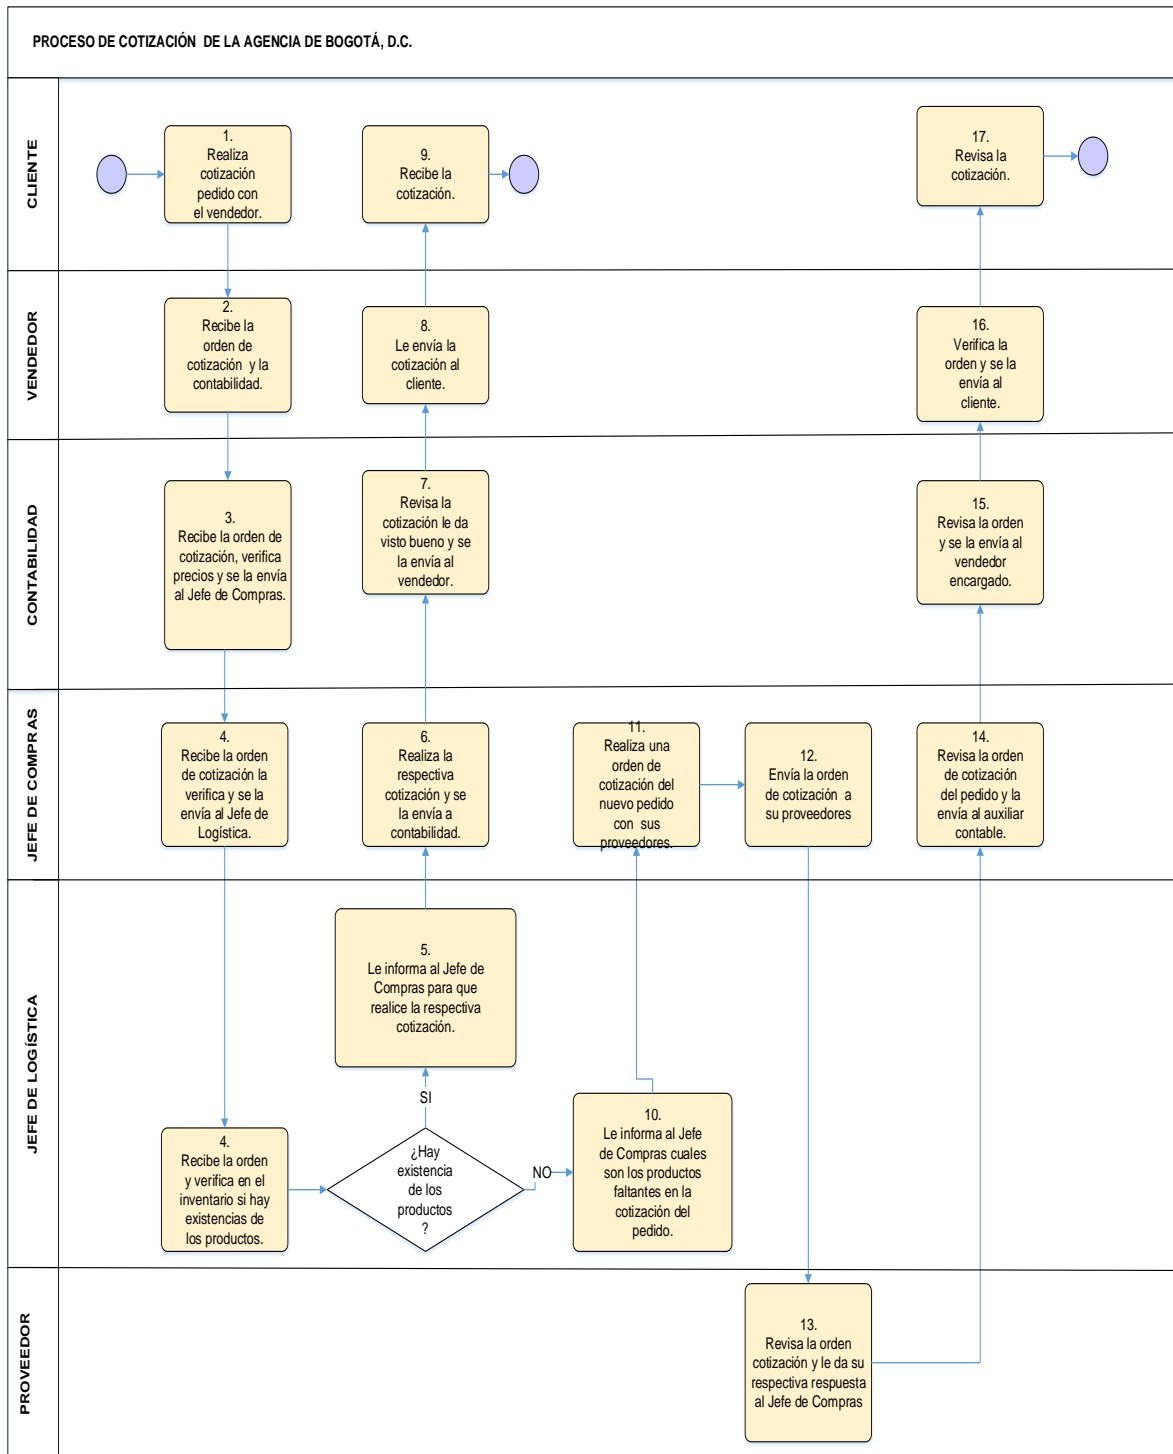 PROCESO DE COTIZACIÓN DE LA AGENCIA DE BOGOTÁ, D.C.
CLIENTE
1.
Realiza
cotización
pedido con
el vendedor.
9.
Recibe la
cotización.
17.
Revisa la
cotización.
VENDEDOR
2.
Recibe la
orden de
cotización y la
contabilidad.
8.
Le envía la
cotización al
cliente.
16.
Verifica la
orden y se la
envía al
cliente.
CONTABILIDAD
3.
Recibe la orden de
cotización, verifica
precios y se la envía
al Jefe de Compras.
7.
Revisa la
cotización le da
visto bueno y se
la envía al
vendedor.
15.
Revisa la orden
y se la envía al
vendedor
encargado.
JEFE DE COMPRAS
4.
Recibe la orden
de cotización la
verifica y se la
envía al Jefe de
Logística.
6.
Realiza la
respectiva
cotización y se
la envía a
contabilidad.
11.
Realiza una
orden de
cotización del
nuevo pedido
con sus
proveedores.
12.
Envía la orden
de cotización a
su proveedores
14.
Revisa la orden
de cotización
del pedido y la
envía al auxiliar
contable.
JEFE DE LOGÍSTICA
5.
Le informa al Jefe de
Compras para que
realice la respectiva
cotización.
SI
4.
Recibe la orden
y verifica en el
inventario si hay
existencias de
los productos.
¿Hay
existencia
de los
productos
?
NO
10.
Le informa al Jefe
de Compras cuales
son los productos
faltantes en la
cotización del
pedido.
PROVEEDOR
13.
Revisa la orden
cotización y le da su
respectiva respuesta
al Jefe de Compras